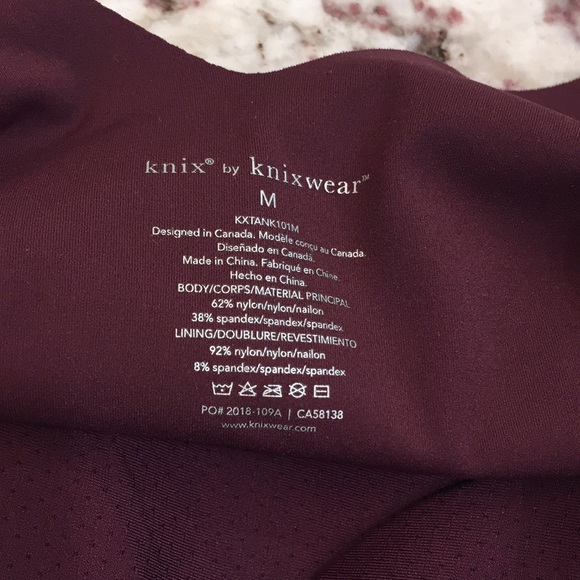 knix® by knixwear™
M
KXTANK101M
Designed in Canada. Modèle conçu au Canada.
Diseñado en Canadá.
Made in China. Fabriqué en Chine.
Hecho en China.
BODY/CORPS/MATERIAL PRINCIPAL
62% nylon/nylon/nailon
38% spandex/spandex/spandex
LINING/DOUBLURE/REVESTIMIENTO
92% nylon/nylon/nailon
8% spandex/spandex/spandex
PO# 2018-109A | CA58138
www.knixwear.com